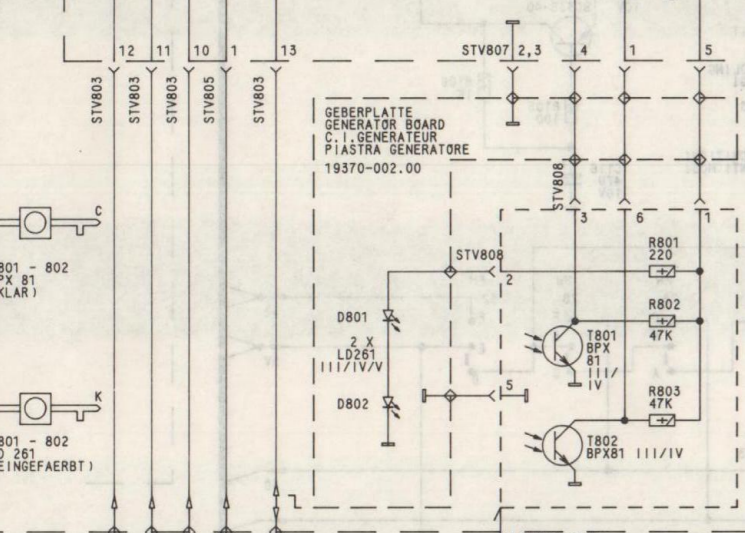 12 11 10 1 13 STV807 2,3 4 1 5
STV803 STV803 STV803 STV805 STV803
GEBERPLATTE
GENERATOR BOARD
C.I.GENERATEUR
PIASTRA GENERATORE
19370-002.00
STV808
3 6 1
C
801 - 802
PX 81
KLAR)
STV808
2
R801
220
D801
2 X
LD261
III/IV/V
D802
R802
47K
T801
BPX
81
III/
IV
5
R803
47K
T802
BPX81 III/IV
K
801 - 802
D 261
EINGEFAERBT)